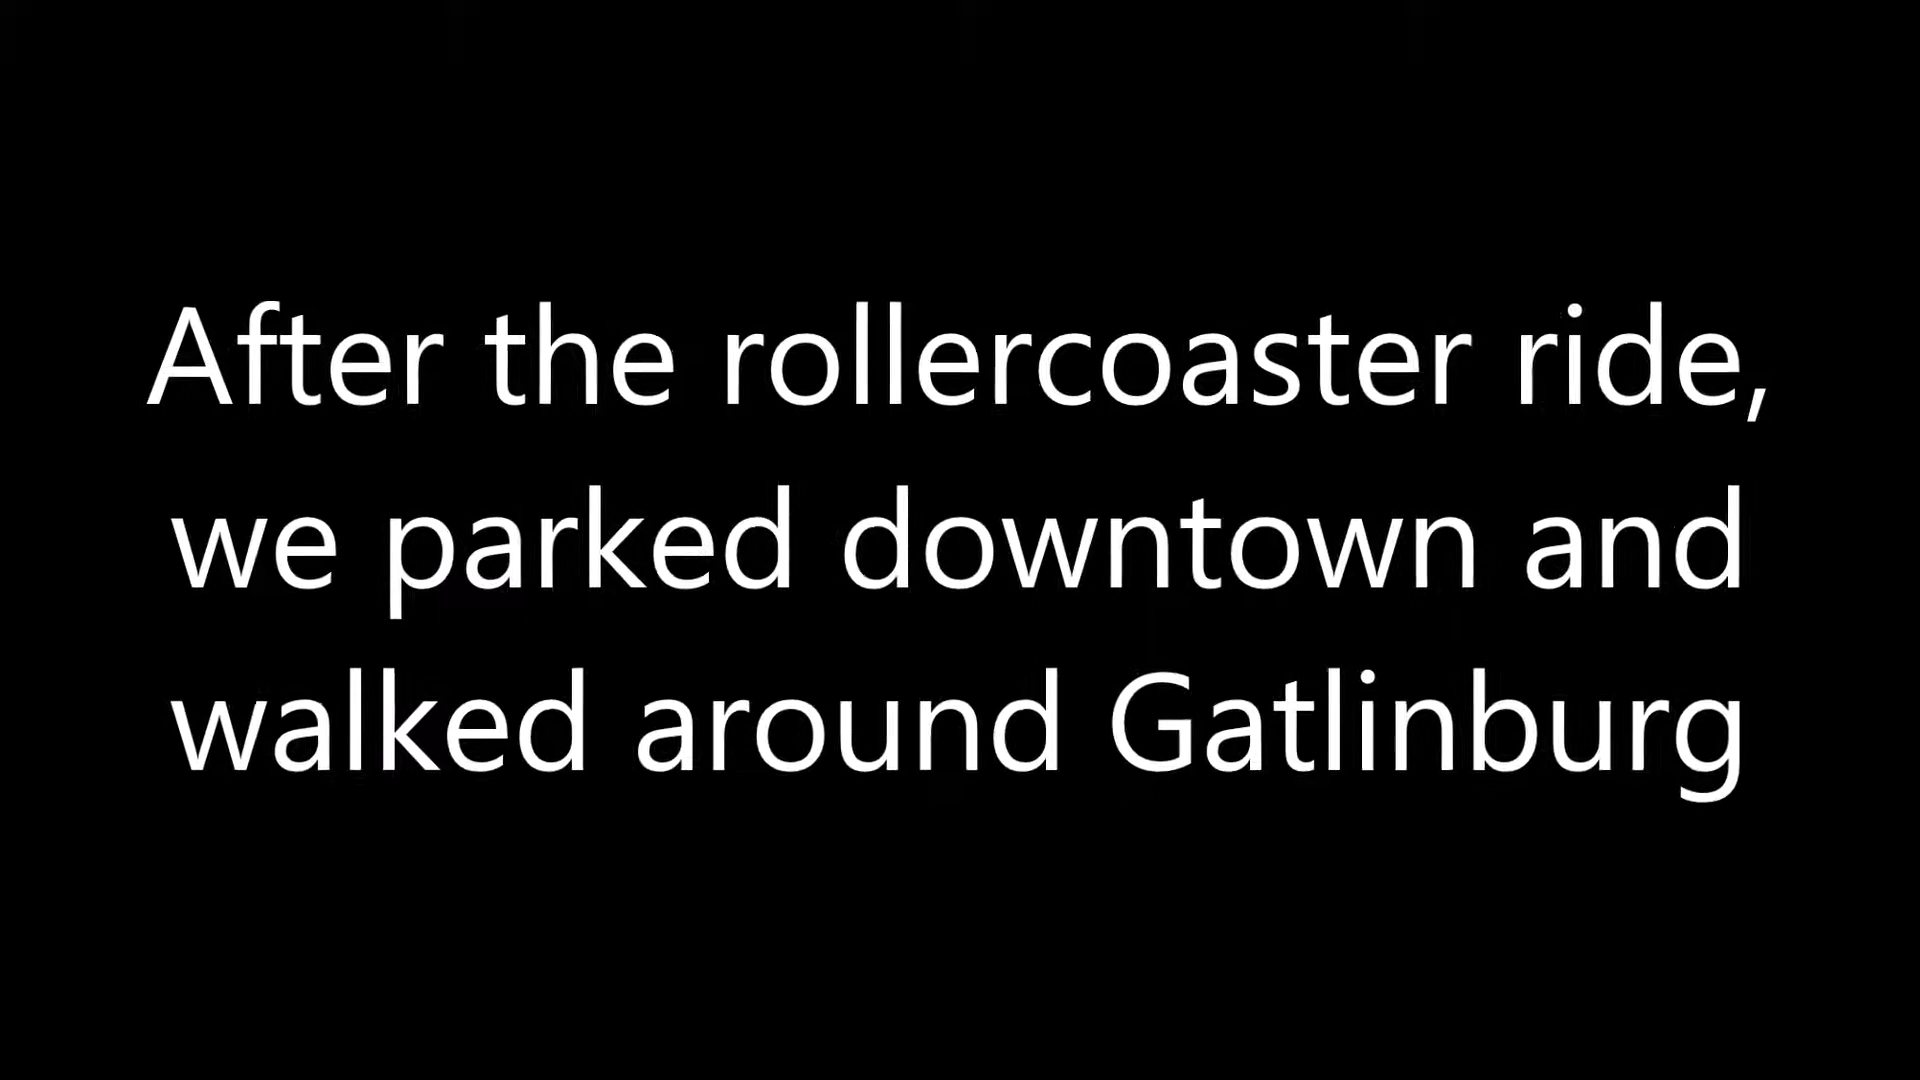 After the rollercoaster ride,
we parked downtown and
walked around Gatlinburg